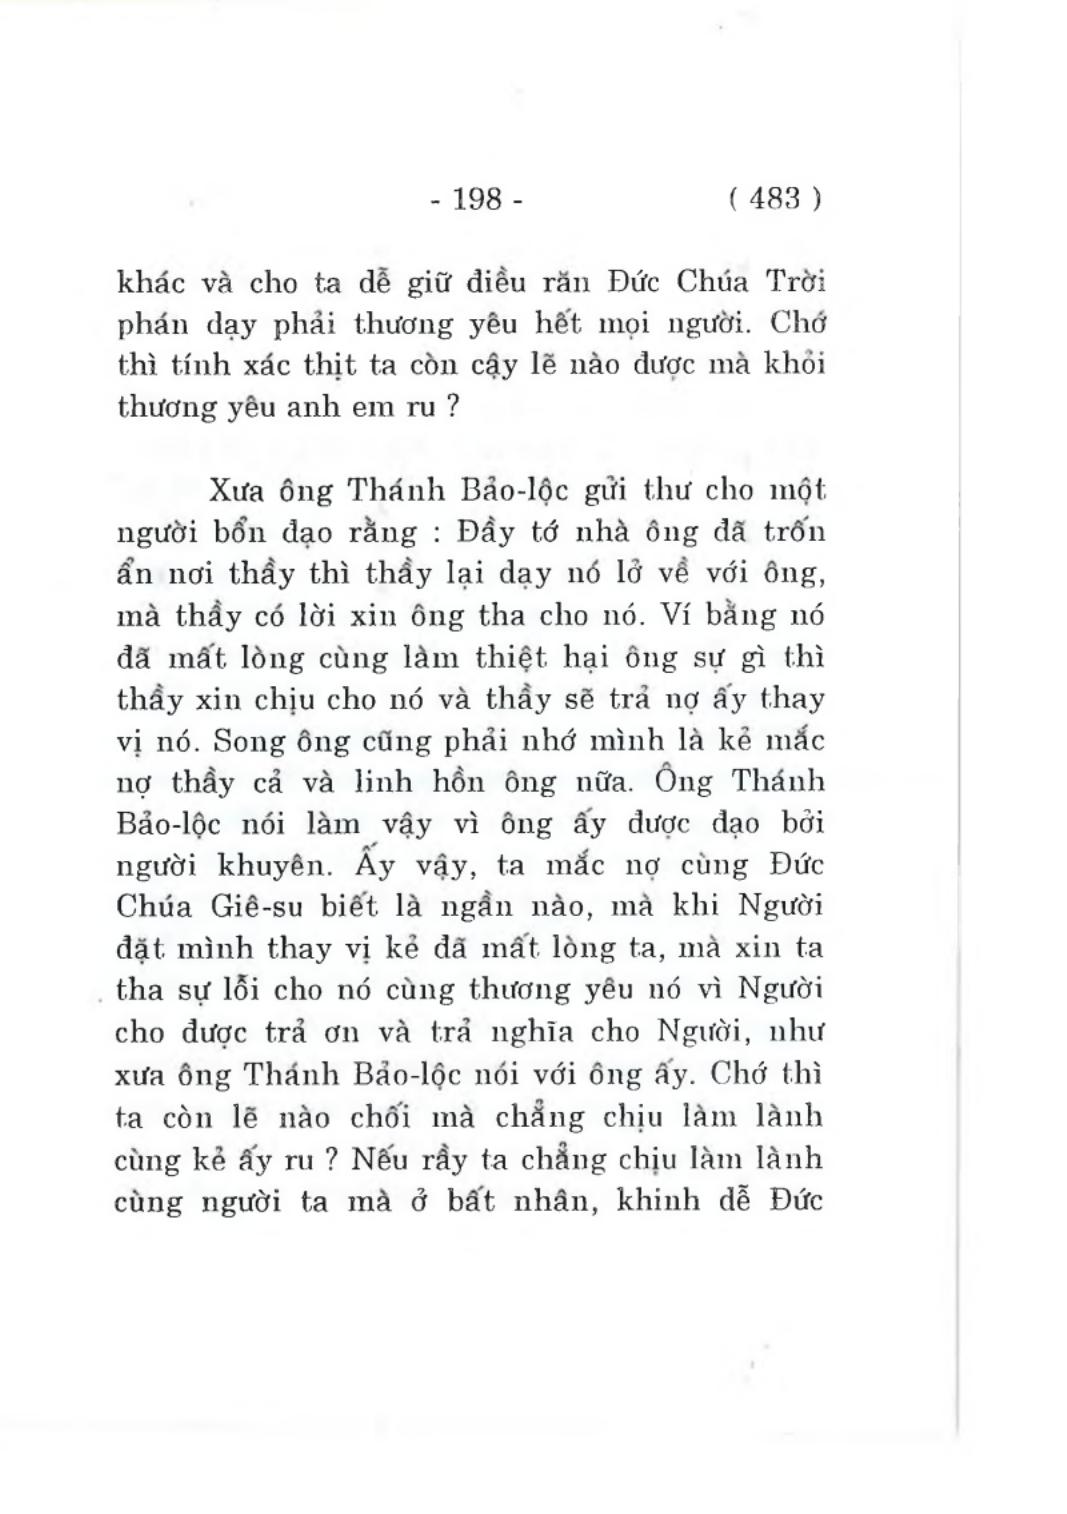 - 198 - ( 483 )
khác và cho ta dễ giữ điều răn Đức Chúa Trời
phán dạy phải thương yêu hết mọi người. Chớ
thì tính xác thịt ta còn cậy lẽ nào được mà khỏi
thương yêu anh em ru ?
Xưa ông Thánh Bảo-lộc gửi thư cho một
người bổn đạo rằng : Đầy tớ nhà ông đã trốn
ẩn nơi thầy thì thầy lại dạy nó lở về với ông,
mà thầy có lời xin ông tha cho nó. Ví bằng nó
đã mất lòng cùng làm thiệt hại ông sự gì thì
thầy xin chịu cho nó và thầy sẽ trả nợ ấy thay
vị nó. Song ông cũng phải nhớ mình là kẻ mắc
nợ thầy cả và linh hồn ông nữa. Ông Thánh
Bảo-lộc nói làm vậy vì ông ấy được đạo bởi
người khuyên. Ấy vậy, ta mắc nợ cùng Đức
Chúa Giê-su biết là ngần nào, mà khi Người
đặt mình thay vị kẻ đã mất lòng ta, mà xin ta
tha sự lỗi cho nó cùng thương yêu nó vì Người
cho được trả ơn và trả nghĩa cho Người, như
xưa ông Thánh Bảo-lộc nói với ông ấy. Chớ thì
ta còn lẽ nào chối mà chẳng chịu làm lành
cùng kẻ ấy ru ? Nếu rầy ta chẳng chịu làm lành
cùng người ta mà ở bất nhân, khinh dễ Đức